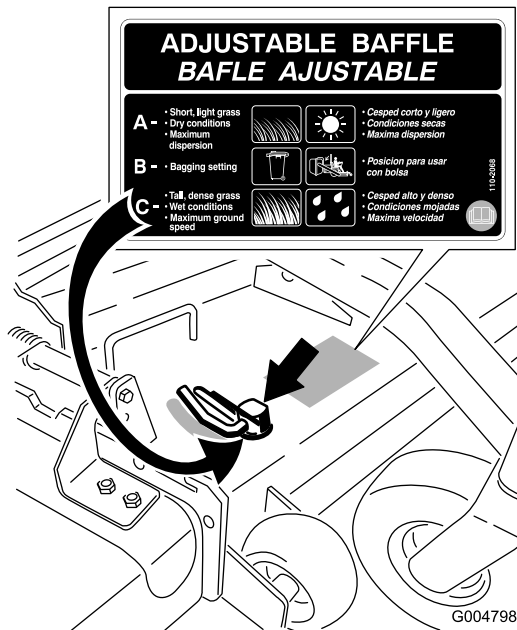 ADJUSTABLE BAFFLE
BAFLE AJUSTABLE
A - • Short, light grass
• Dry conditions
• Maximum
dispersion
• Cesped corto y ligero
• Condiciones secas
• Maxima dispersion
B - • Bagging setting
• Posicion para usar
con bolsa
C - • Tall, dense grass
• Wet conditions
• Maximum ground
speed
• Cesped alto y denso
• Condiciones mojadas
• Maxima velocidad
110-2068
G004798